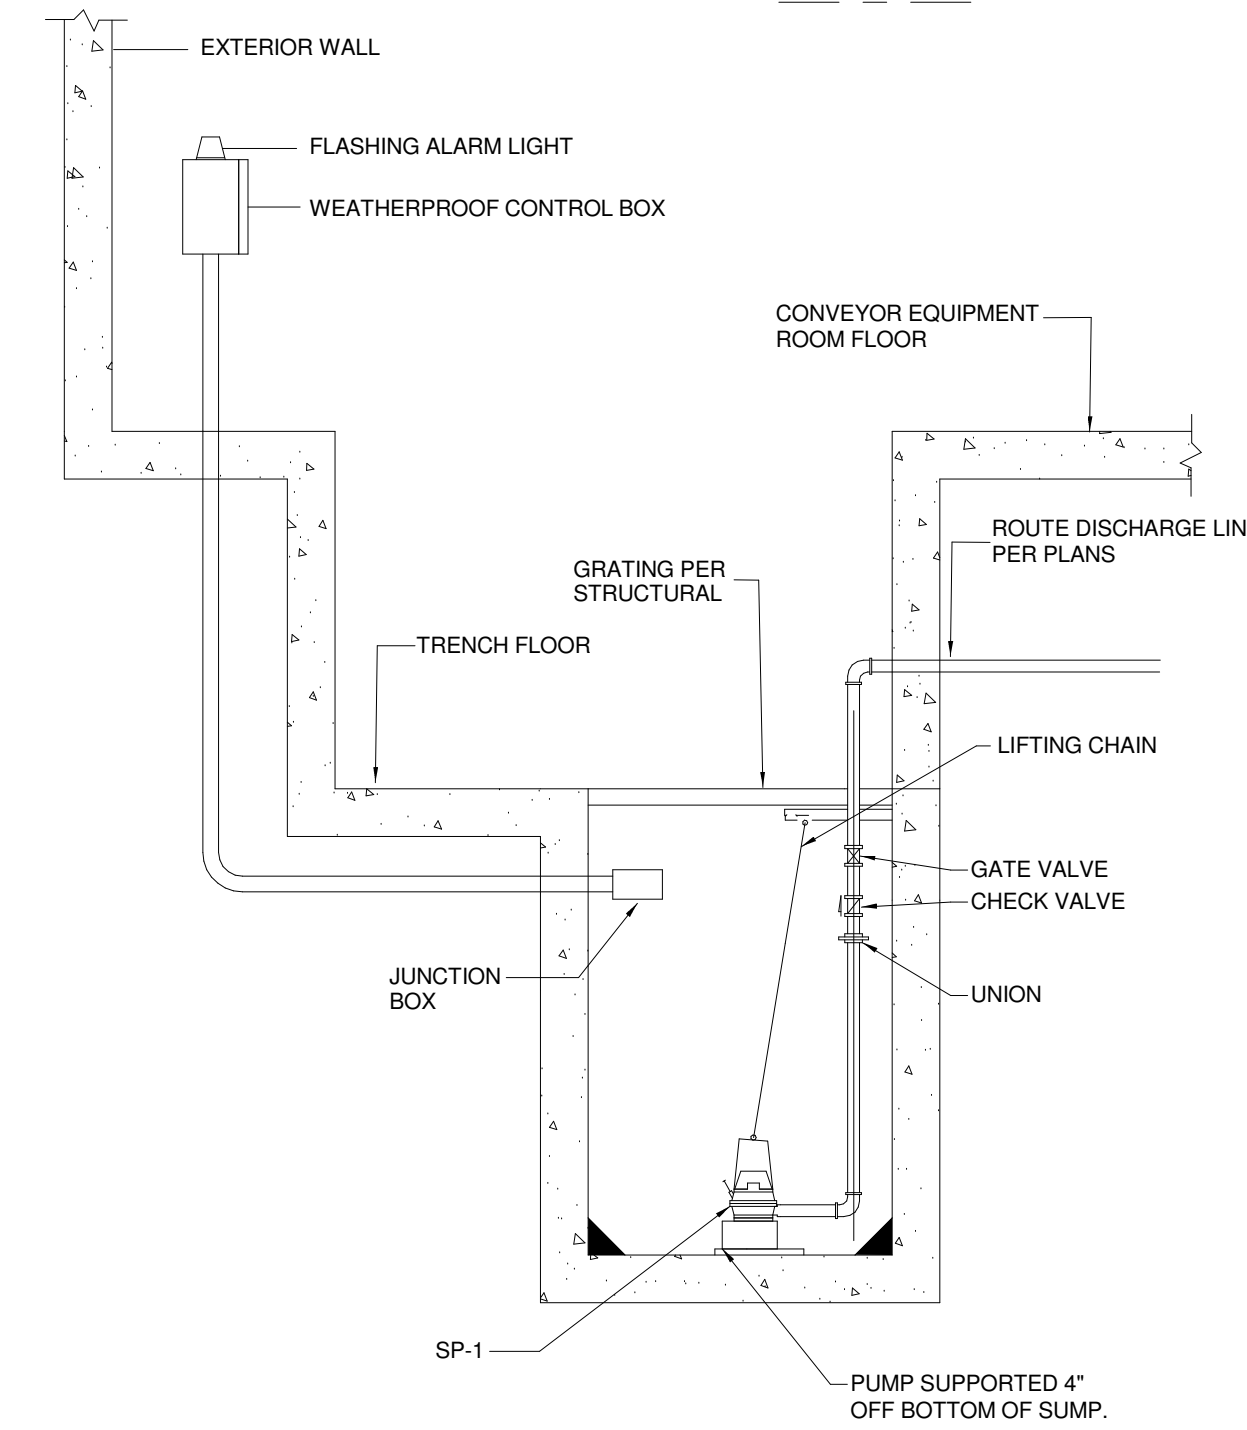 EXTERIOR WALL
FLASHING ALARM LIGHT
WEATHERPROOF CONTROL BOX
CONVEYOR EQUIPMENT
ROOM FLOOR
ROUTE DISCHARGE LIN
PER PLANS
GRATING PER
STRUCTURAL
TRENCH FLOOR
LIFTING CHAIN
GATE VALVE
CHECK VALVE
JUNCTION
BOX
UNION
SP-1
PUMP SUPPORTED 4"
OFF BOTTOM OF SUMP.